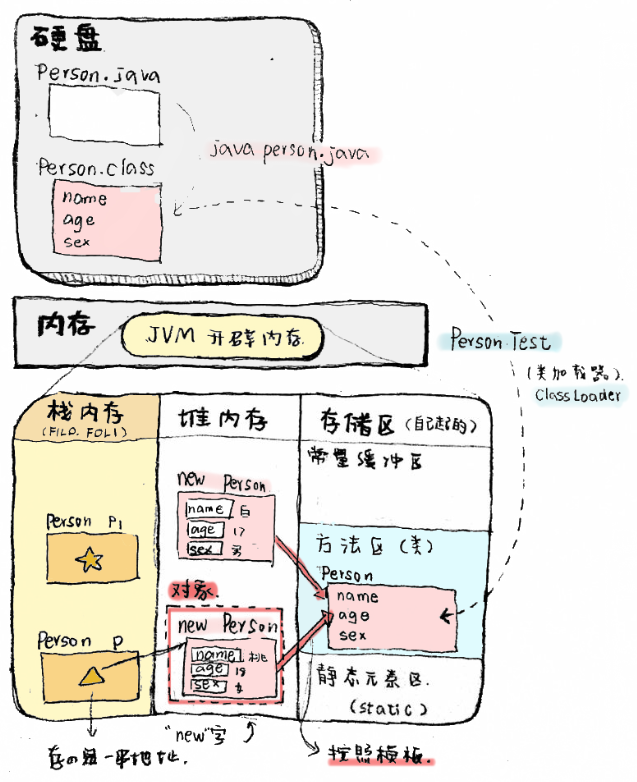 硬盘
Person.java
java person.java
Person.class
name
age
sex
内存
JVM 开辟内存
Person Test
(类加载器)
ClassLoader
栈内存
(FILO. FOLI)
堆内存
存储区(自己起的)
常量缓冲区
new Person
name 白
age 17
sex 男
Person P1
方法区(类)
Person
name
age
sex
对象
new Person
name 桃
age 18
sex 女
Person P
静态元素区.
(static)
"new"字
存的是一串地址.
按照模板.